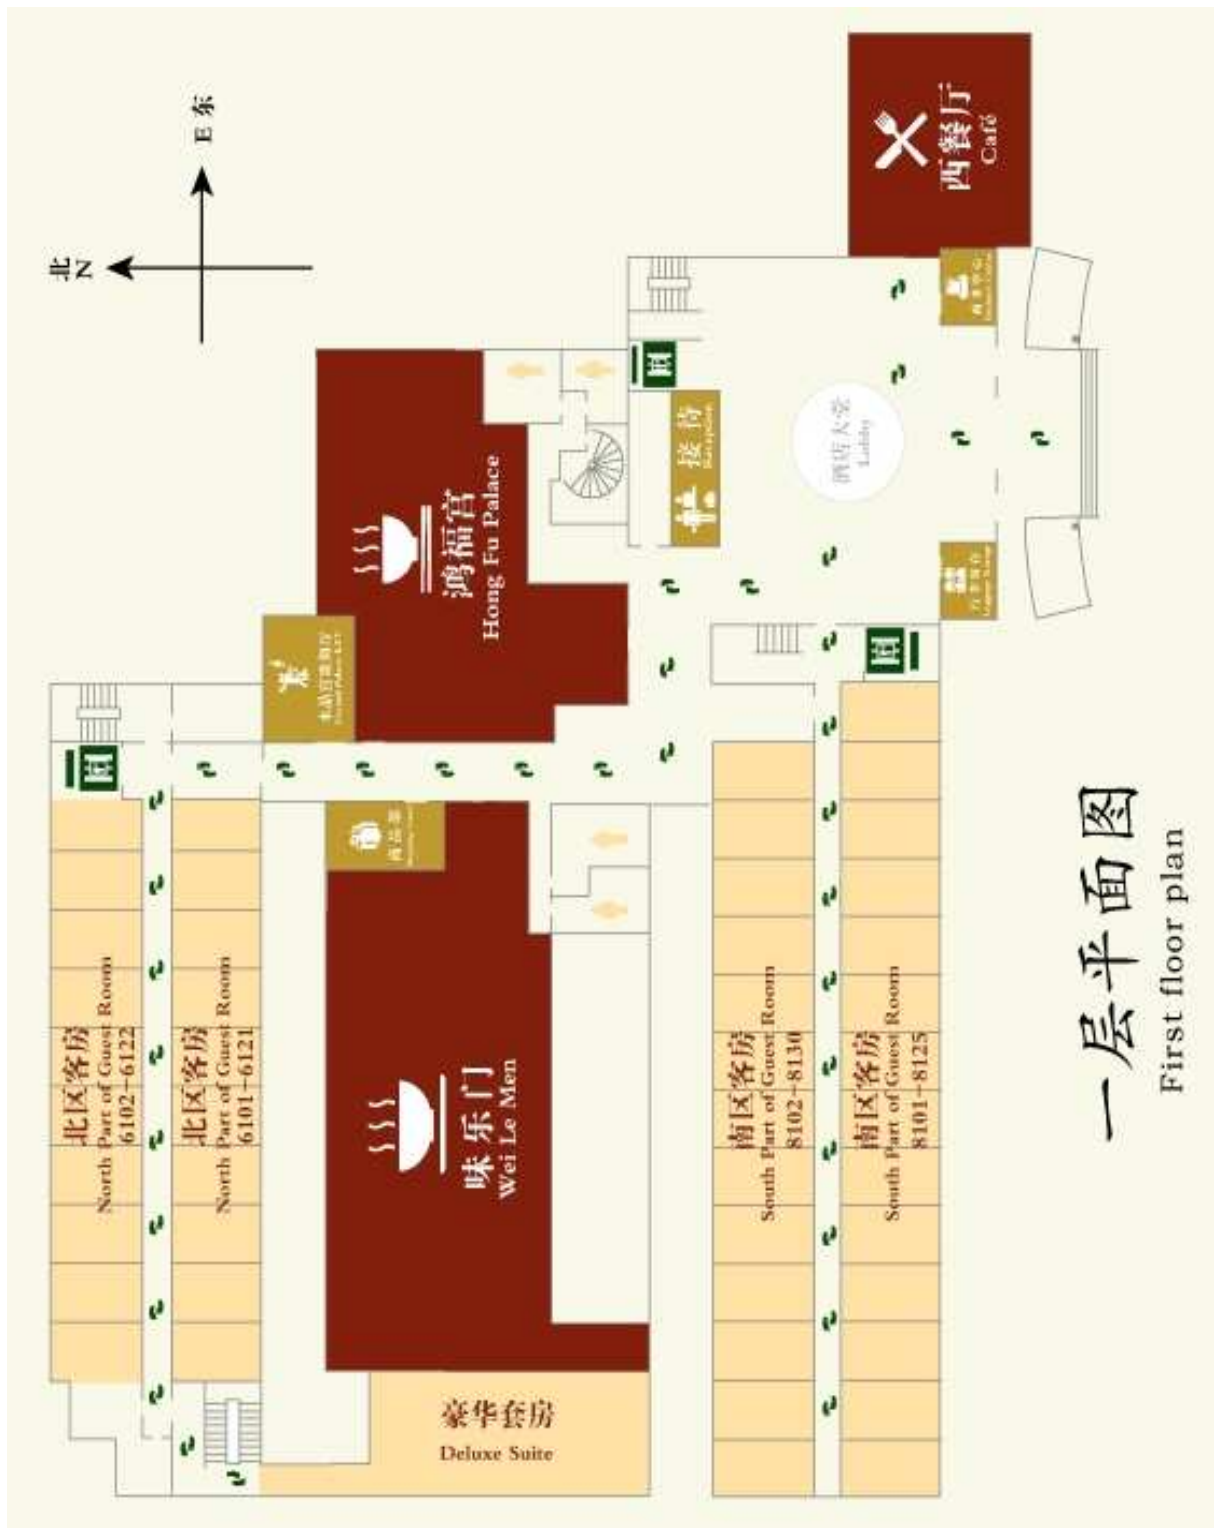 一层平面图
First floor plan
北
N
E 东
西餐厅
Café
接待
Reception
酒店大堂
Lobby
鸿福宫
Hong Fu Palace
味乐门
Wei Le Men
北区客房
North Part of Guest Room
6102-6122
北区客房
North Part of Guest Room
6101-6121
南区客房
South Part of Guest Room
8102-8130
南区客房
South Part of Guest Room
8101-8125
豪华套房
Deluxe Suite